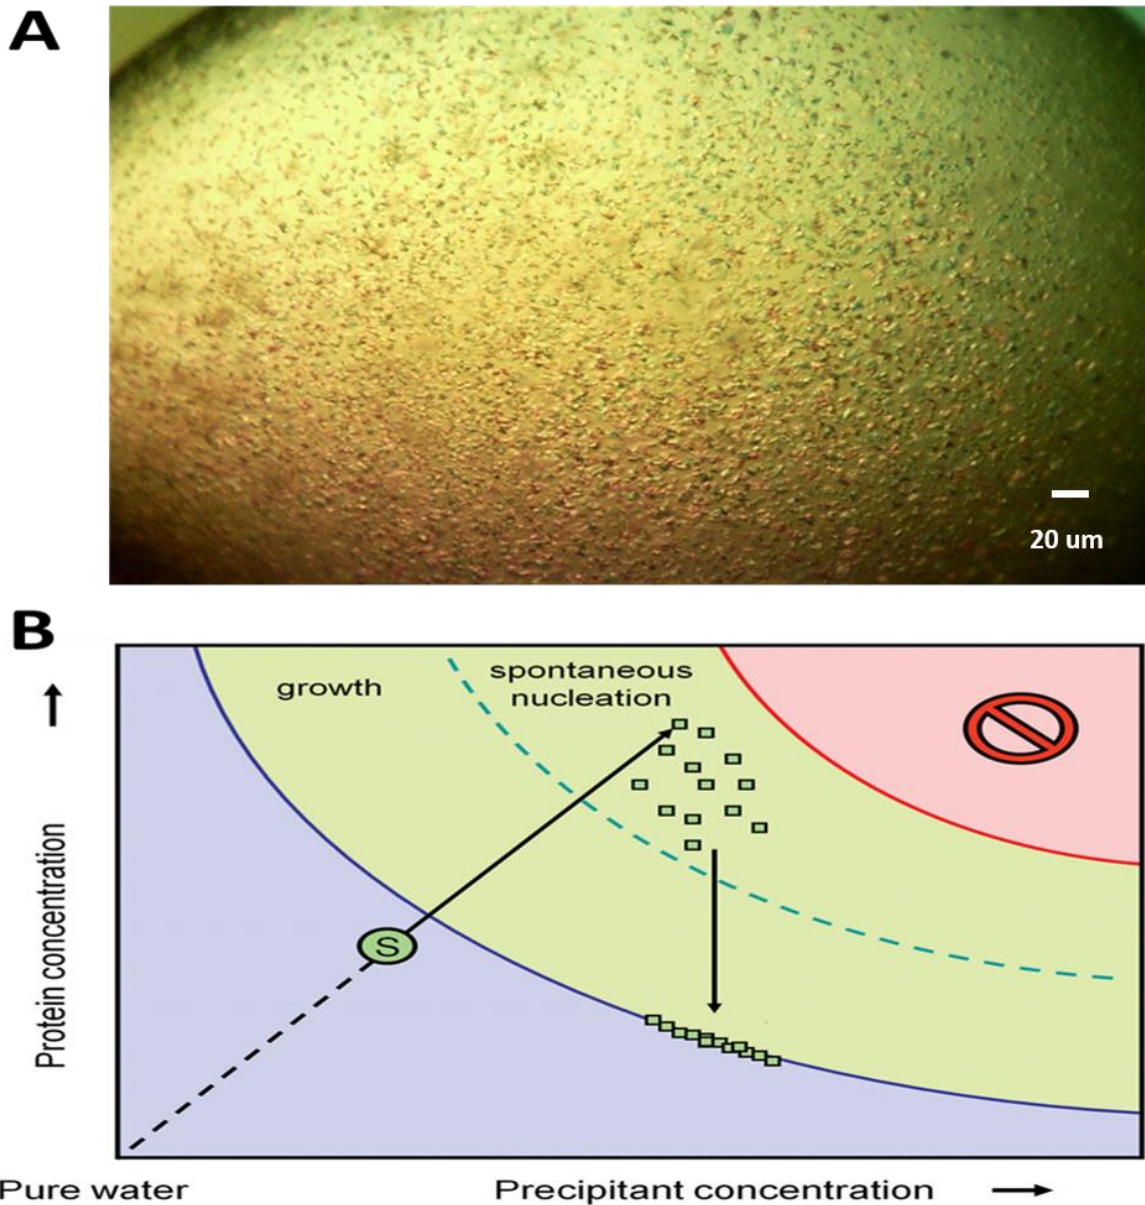 A
20 um
B
growth
spontaneous
nucleation
S
Protein concentration
Pure water
Precipitant concentration